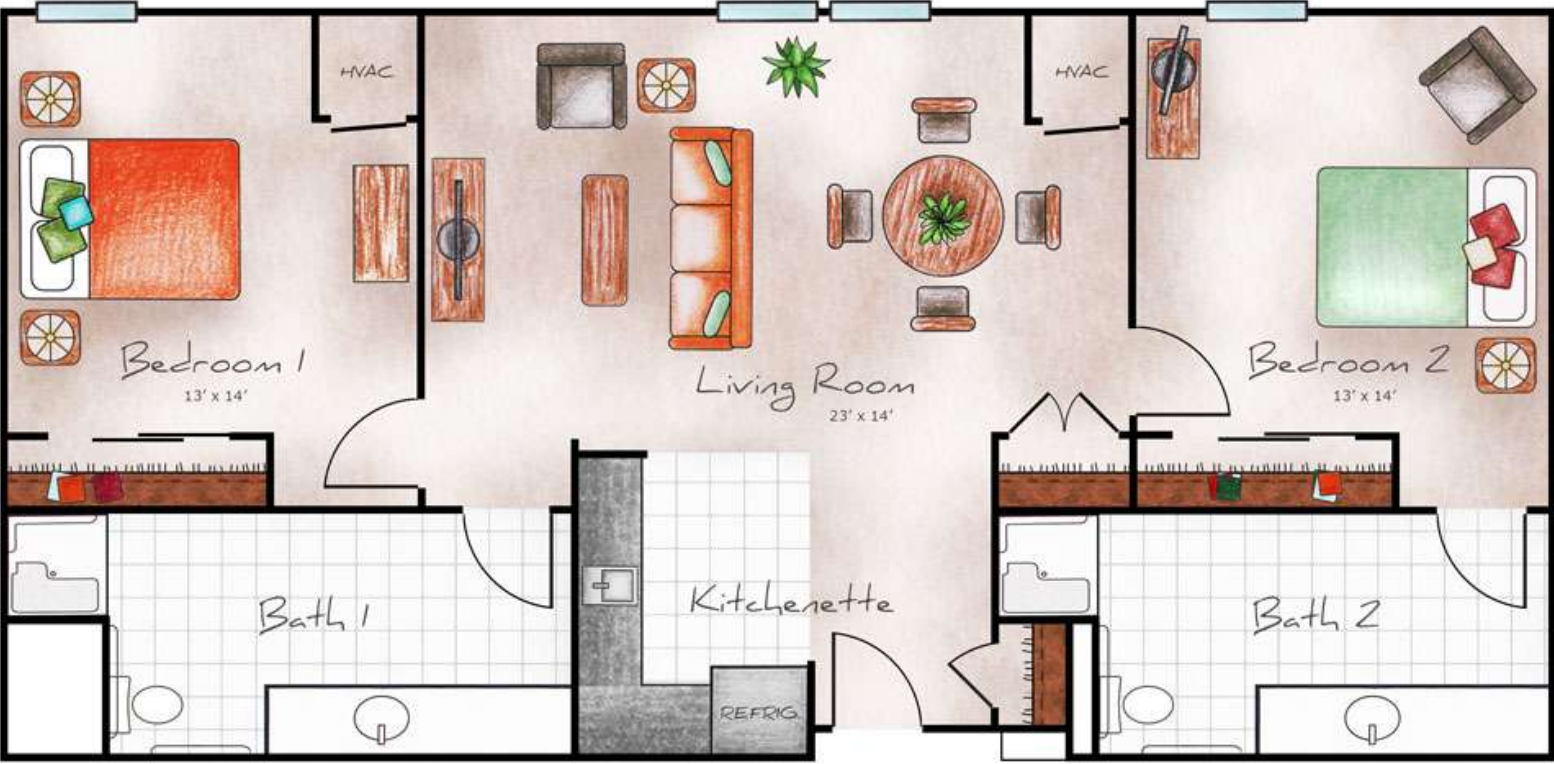 HVAC
HVAC
Bedroom 1
13' x 14'
Living Room
23' x 14'
Bedroom 2
13' x 14'
Bath 1
Kitchenette
Bath 2
REFRIG.